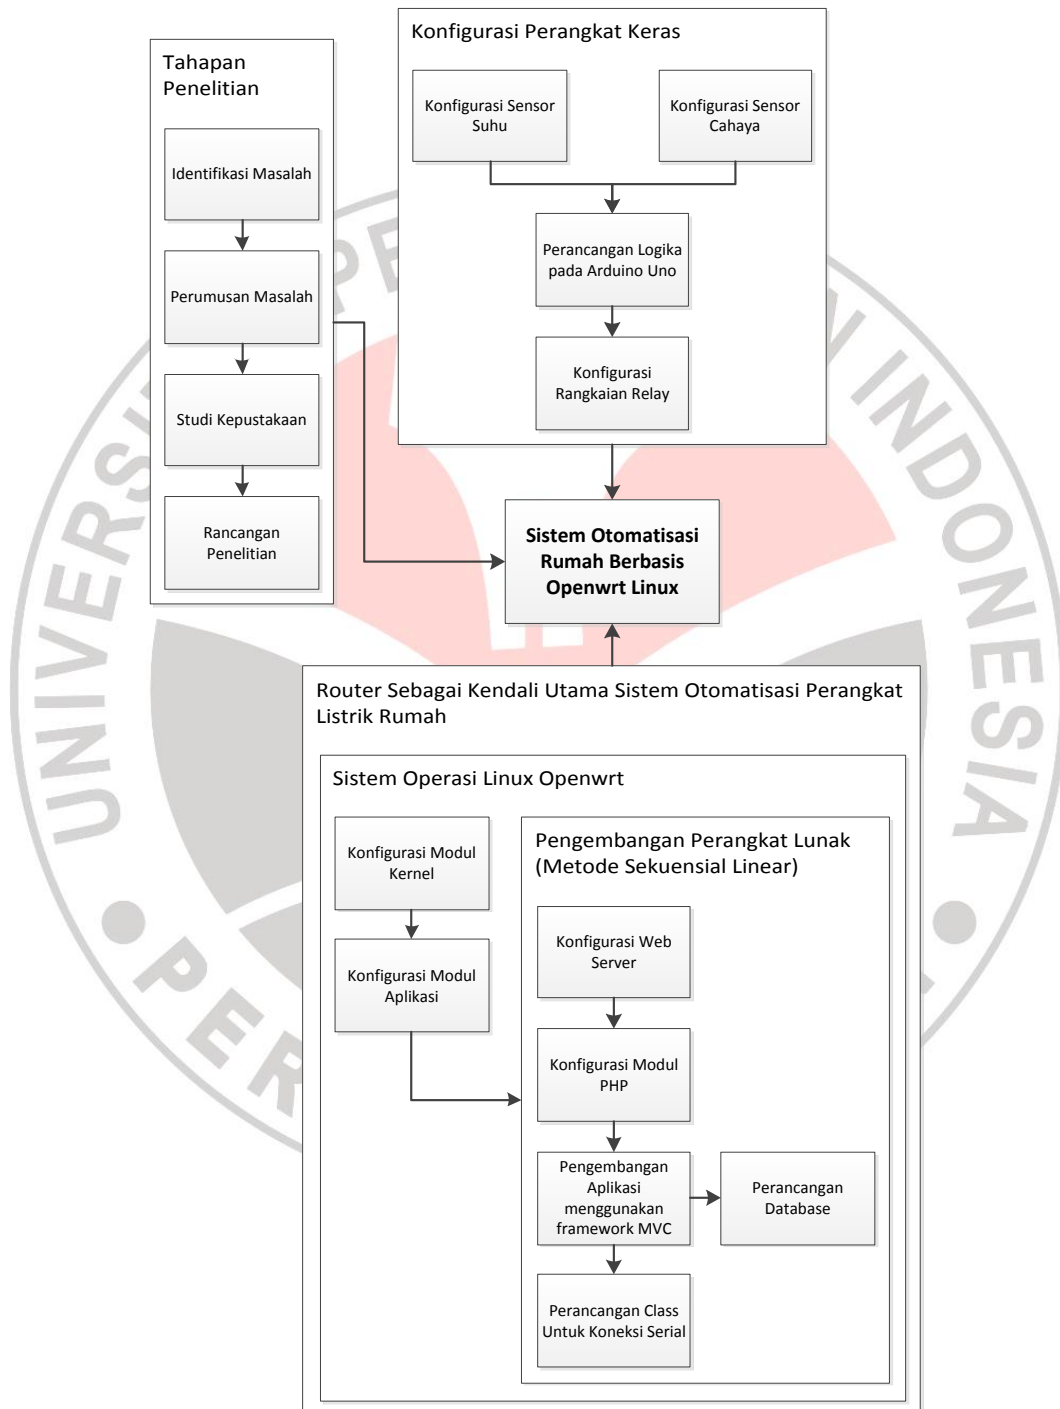 Tahapan
Penelitian
Identifikasi Masalah
Perumusan Masalah
Studi Kepustakaan
Rancangan
Penelitian
Konfigurasi Perangkat Keras
Konfigurasi Sensor
Suhu
Konfigurasi Sensor
Cahaya
Perancangan Logika
pada Arduino Uno
Konfigurasi
Rangkaian Relay
Sistem Otomatisasi
Rumah Berbasis
Openwrt Linux
Router Sebagai Kendali Utama Sistem Otomatisasi Perangkat
Listrik Rumah
Sistem Operasi Linux Openwrt
Konfigurasi Modul
Kernel
Konfigurasi Modul
Aplikasi
Pengembangan Perangkat Lunak
(Metode Sekuensial Linear)
Konfigurasi Web
Server
Konfigurasi Modul
PHP
Pengembangan
Aplikasi
menggunakan
framework MVC
Perancangan
Database
Perancangan Class
Untuk Koneksi Serial
INDONESIA